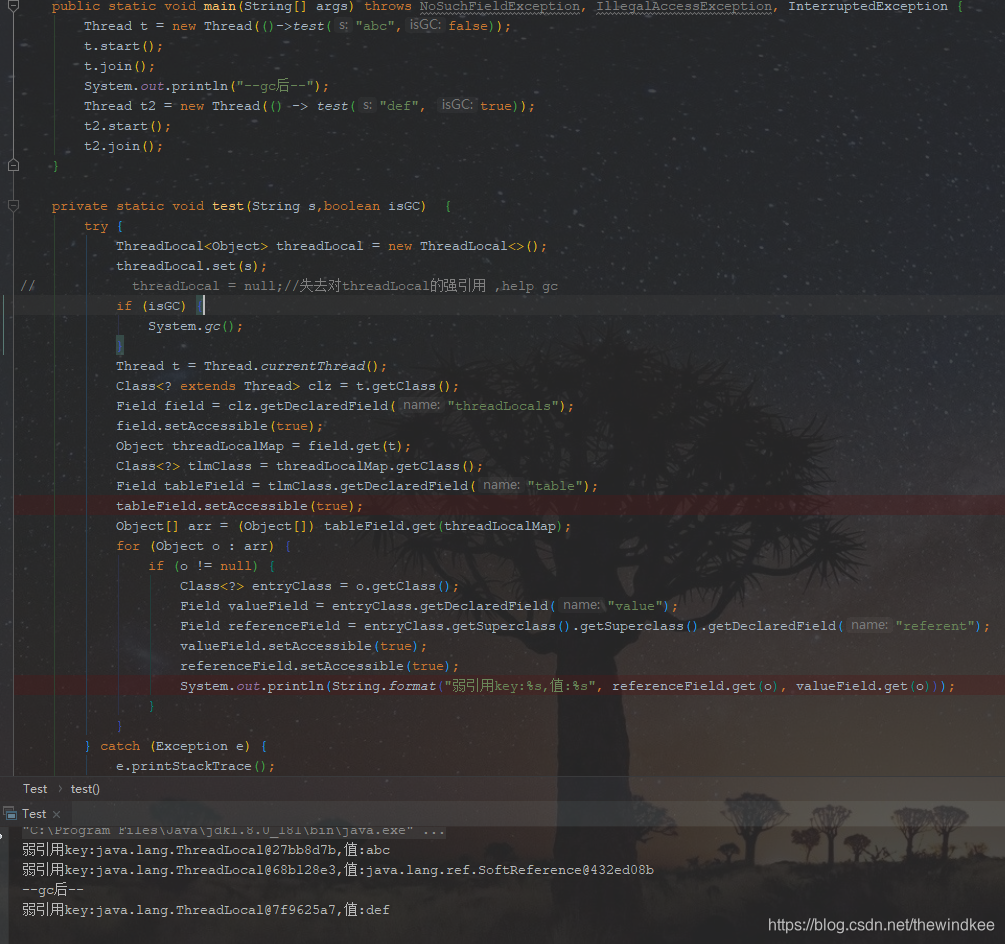 public static void main(String[] args) throws NoSuchFieldException, IllegalAccessException, InterruptedException {
Thread t = new Thread(()->test( s: "abc", isGC: false));
t.start();
t.join();
System.out.println("--gc后--");
Thread t2 = new Thread(() -> test( s: "def", isGC: true));
t2.start();
t2.join();
}
private static void test(String s,boolean isGC) {
try {
ThreadLocal<Object> threadLocal = new ThreadLocal<>();
threadLocal.set(s);
// threadLocal = null;//失去对threadLocal的强引用 ,help gc
if (isGC) {
System.gc();
}
Thread t = Thread.currentThread();
Class<? extends Thread> clz = t.getClass();
Field field = clz.getDeclaredField( name: "threadLocals");
field.setAccessible(true);
Object threadLocalMap = field.get(t);
Class<?> tlmClass = threadLocalMap.getClass();
Field tableField = tlmClass.getDeclaredField( name: "table");
tableField.setAccessible(true);
Object[] arr = (Object[]) tableField.get(threadLocalMap);
for (Object o : arr) {
if (o != null) {
Class<?> entryClass = o.getClass();
Field valueField = entryClass.getDeclaredField( name: "value");
Field referenceField = entryClass.getSuperclass().getSuperclass().getDeclaredField( name: "referent");
valueField.setAccessible(true);
referenceField.setAccessible(true);
System.out.println(String.format("弱引用key:%s,值:%s", referenceField.get(o), valueField.get(o)));
}
}
} catch (Exception e) {
e.printStackTrace();
Test › test()
Test ×
"C:\Program Files\Java\jdk1.8.0_181\bin\java.exe" ...
弱引用key:java.lang.ThreadLocal@27bb8d7b,值:abc
弱引用key:java.lang.ThreadLocal@68b128e3,值:java.lang.ref.SoftReference@432ed08b
--gc后--
弱引用key:java.lang.ThreadLocal@7f9625a7,值:def
https://blog.csdn.net/thewindkee